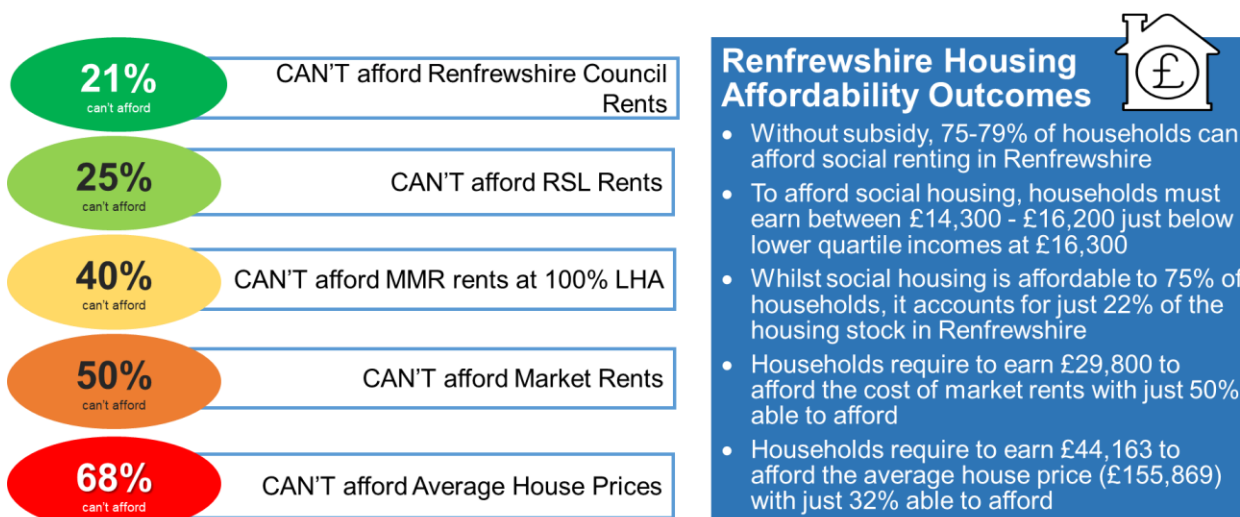 21%
can't afford
CAN'T afford Renfrewshire Council
Rents
25%
can't afford
CAN'T afford RSL Rents
40%
can't afford
CAN'T afford MMR rents at 100% LHA
50%
can't afford
CAN'T afford Market Rents
68%
can't afford
CAN'T afford Average House Prices
£
Renfrewshire Housing
Affordability Outcomes
• Without subsidy, 75-79% of households can
afford social renting in Renfrewshire
• To afford social housing, households must
earn between £14,300 - £16,200 just below
lower quartile incomes at £16,300
• Whilst social housing is affordable to 75% of
households, it accounts for just 22% of the
housing stock in Renfrewshire
• Households require to earn £29,800 to
afford the cost of market rents with just 50%
able to afford
• Households require to earn £44,163 to
afford the average house price (£155,869)
with just 32% able to afford